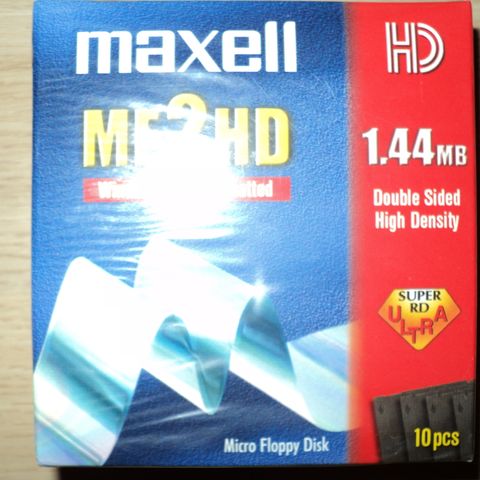 maxell
HD
MF2HD
1.44MB
Double Sided
High Density
SUPER
RD
ULTRA
Micro Floppy Disk
10pcs